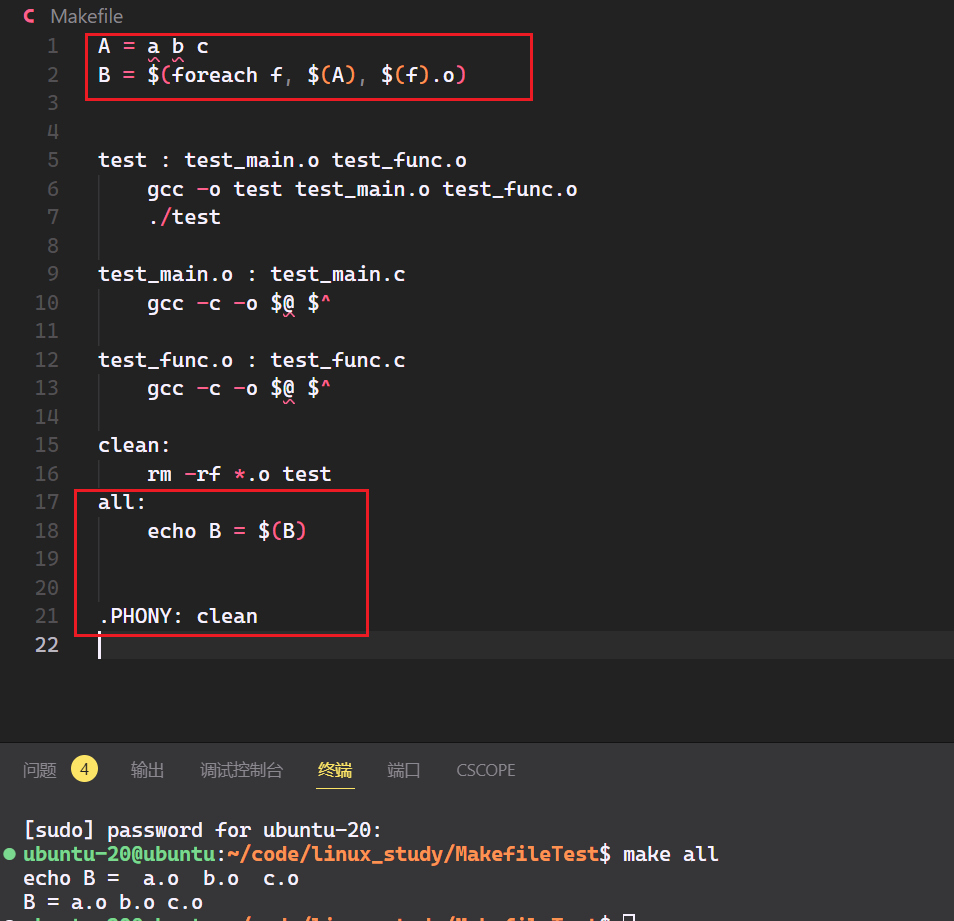 C Makefile
1 A = a b c
2 B = $(foreach f, $(A), $(f).o)
3
4
5 test : test_main.o test_func.o
6 gcc -o test test_main.o test_func.o
7 ./test
8
9 test_main.o : test_main.c
10 gcc -c -o $@ $^
11
12 test_func.o : test_func.c
13 gcc -c -o $@ $^
14
15 clean:
16 rm -rf *.o test
17 all:
18 echo B = $(B)
19
20
21 .PHONY: clean
22
问题 4 输出 调试控制台 终端 端口 CSCOPE
[sudo] password for ubuntu-20:
ubuntu-20@ubuntu:~/code/linux_study/MakefileTest$ make all
echo B =  a.o  b.o  c.o
B = a.o b.o c.o